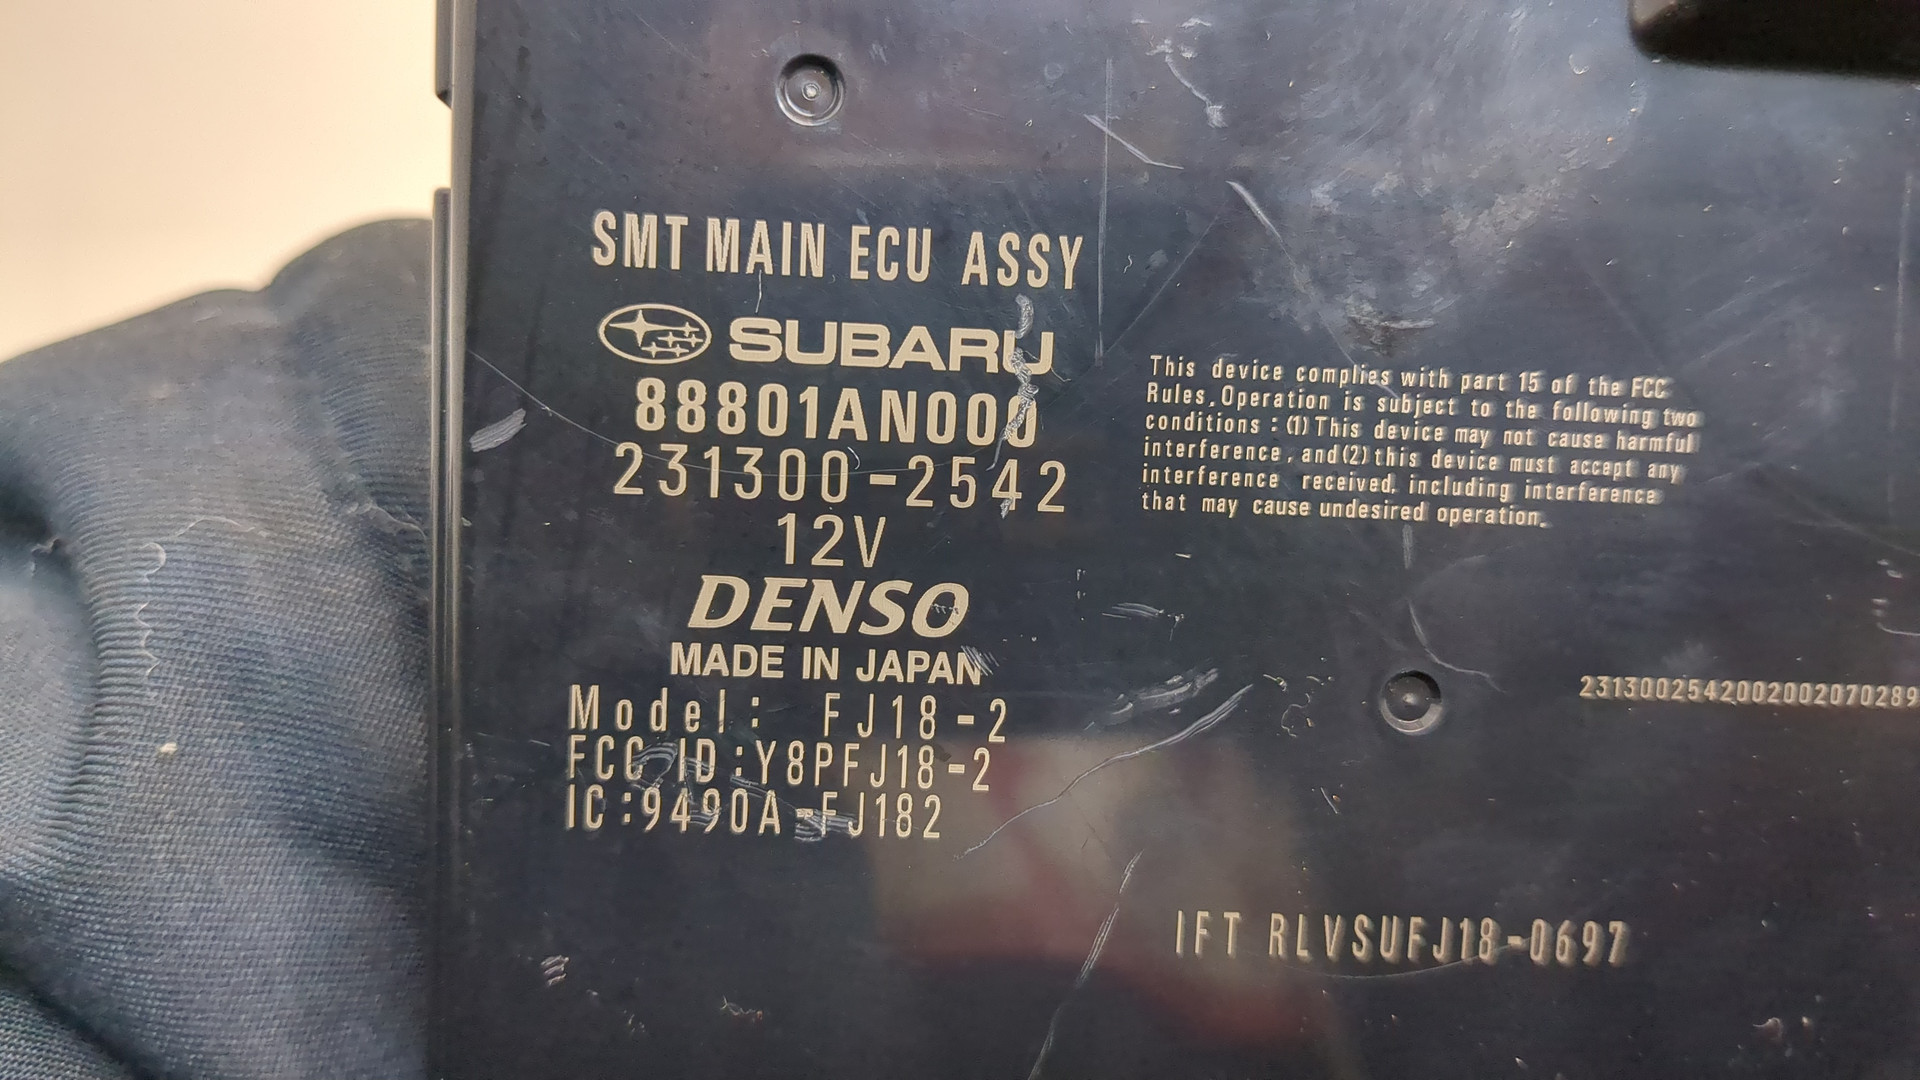 SMT MAIN ECU ASSY
SUBARU
88801AN000
231300-2542
12V
DENSO
MADE IN JAPAN
Model: FJ18-2
FCC ID:Y8PFJ18-2
IC:9490A-FJ182
This device complies with part 15 of the FCC
Rules.Operation is subject to the following two
conditions : (1) This device may not cause harmful
interference, and (2) this device must accept any
interference received, including interference
that may cause undesired operation.
2313002542002002070289
IFT RLVSUFJ18-0697